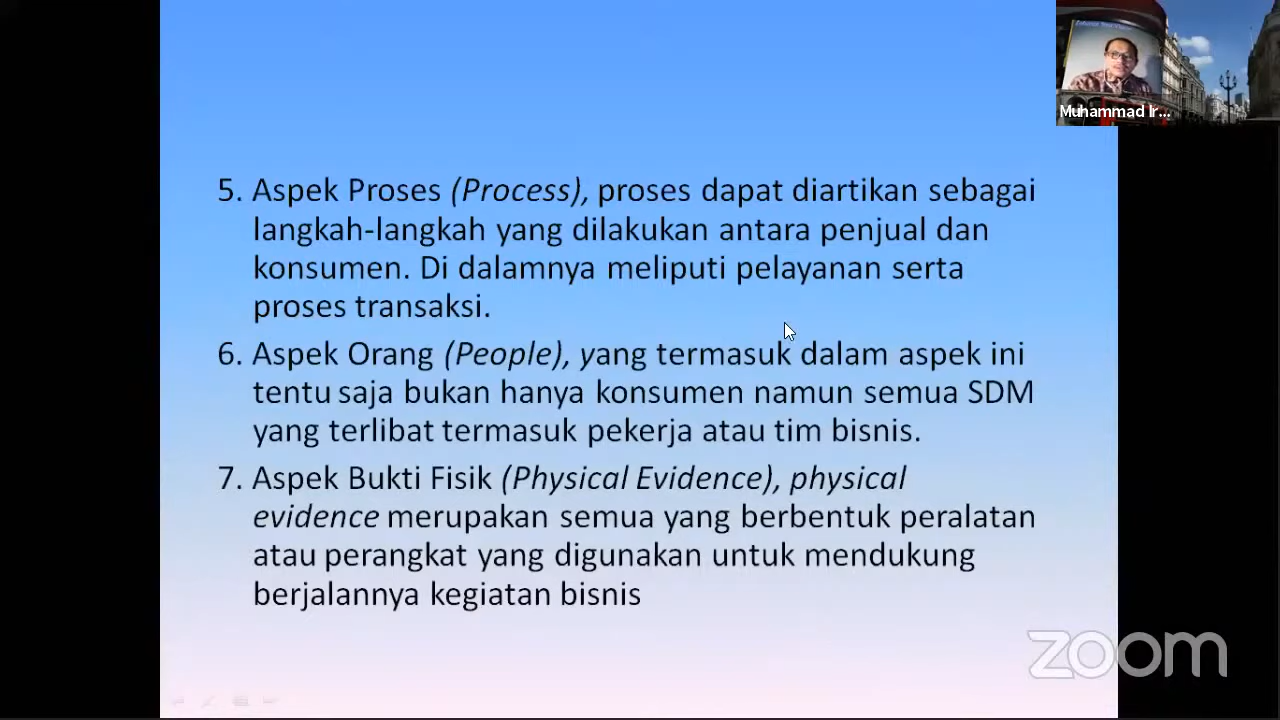 Muhammad Ir...
5. Aspek Proses (Process), proses dapat diartikan sebagai
langkah-langkah yang dilakukan antara penjual dan
konsumen. Di dalamnya meliputi pelayanan serta
proses transaksi.
6. Aspek Orang (People), yang termasuk dalam aspek ini
tentu saja bukan hanya konsumen namun semua SDM
yang terlibat termasuk pekerja atau tim bisnis.
7. Aspek Bukti Fisik (Physical Evidence), physical
evidence merupakan semua yang berbentuk peralatan
atau perangkat yang digunakan untuk mendukung
berjalannya kegiatan bisnis
zoom